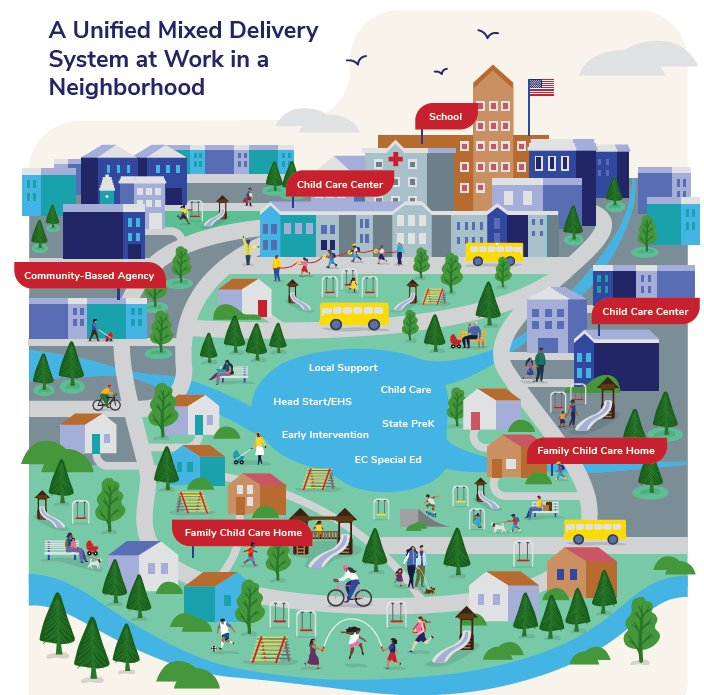 A Unified Mixed Delivery
System at Work in a
Neighborhood
School
Child Care Center
Community-Based Agency
Child Care Center
Local Support
Child Care
Head Start/EHS
State PreK
Early Intervention
EC Special Ed
Family Child Care Home
Family Child Care Home